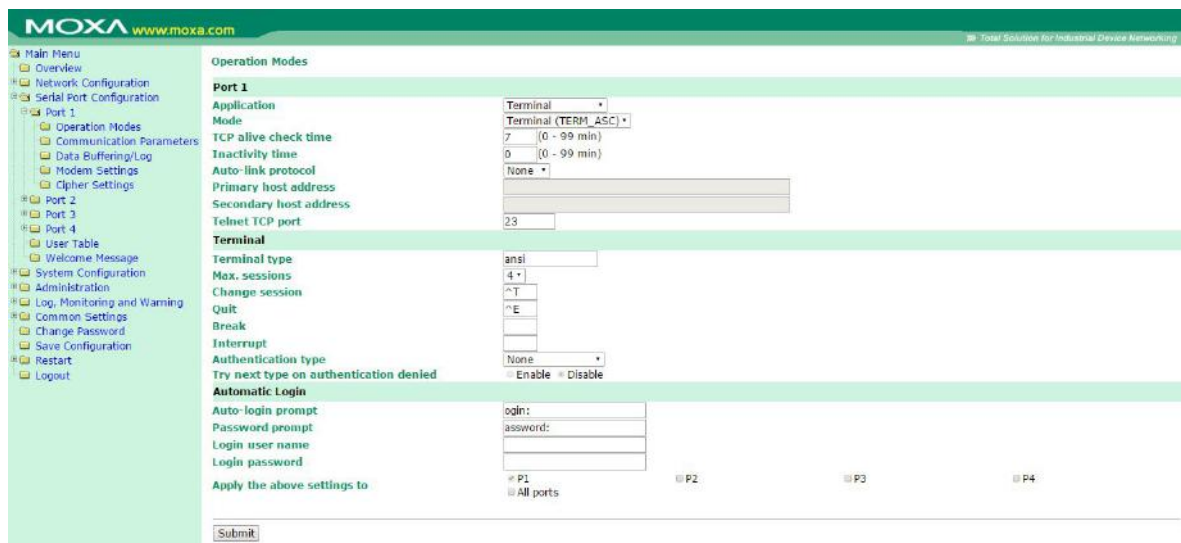 MOXA www.moxa.com
Total Solution for Industrial Device Networking
Main Menu
Overview
Network Configuration
Serial Port Configuration
Port 1
Operation Modes
Communication Parameters
Data Buffering/Log
Modem Settings
Cipher Settings
Port 2
Port 3
Port 4
User Table
Welcome Message
System Configuration
Administration
Log, Monitoring and Warning
Common Settings
Change Password
Save Configuration
Restart
Logout
Operation Modes
Port 1
Application Terminal
Mode Terminal (TERM_ASC)
TCP alive check time 7 (0 - 99 min)
Inactivity time 0 (0 - 99 min)
Auto-link protocol None
Primary host address
Secondary host address
Telnet TCP port 23
Terminal
Terminal type ansi
Max. sessions 4
Change session ^T
Quit ^E
Break
Interrupt
Authentication type None
Try next type on authentication denied Enable Disable
Automatic Login
Auto-login prompt ogin:
Password prompt assword:
Login user name
Login password
Apply the above settings to P1 P2 P3 P4
All ports
Submit